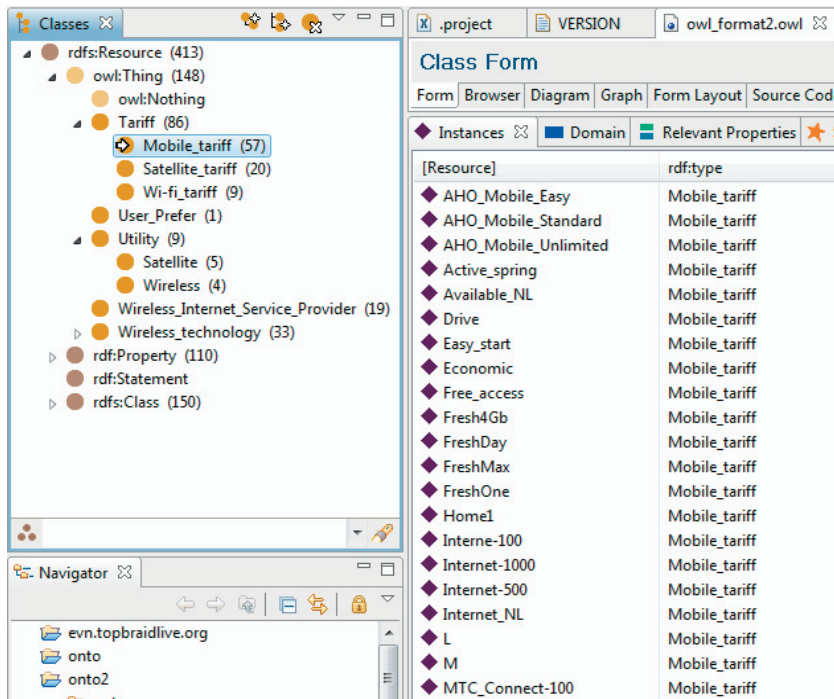 Classes
rdfs:Resource (413)
owl:Thing (148)
owl:Nothing
Tariff (86)
Mobile_tariff (57)
Satellite_tariff (20)
Wi-fi_tariff (9)
User_Prefer (1)
Utility (9)
Satellite (5)
Wireless (4)
Wireless_Internet_Service_Provider (19)
Wireless_technology (33)
rdf:Property (110)
rdf:Statement
rdfs:Class (150)
Navigator
evn.topbraidlive.org
onto
onto2
.project VERSION owl_format2.owl
Class Form
Form Browser Diagram Graph Form Layout Source Cod
Instances Domain Relevant Properties
[Resource] rdf:type
AHO_Mobile_Easy Mobile_tariff
AHO_Mobile_Standard Mobile_tariff
AHO_Mobile_Unlimited Mobile_tariff
Active_spring Mobile_tariff
Available_NL Mobile_tariff
Drive Mobile_tariff
Easy_start Mobile_tariff
Economic Mobile_tariff
Free_access Mobile_tariff
Fresh4Gb Mobile_tariff
FreshDay Mobile_tariff
FreshMax Mobile_tariff
FreshOne Mobile_tariff
Home1 Mobile_tariff
Interne-100 Mobile_tariff
Internet-1000 Mobile_tariff
Internet-500 Mobile_tariff
Internet_NL Mobile_tariff
L Mobile_tariff
M Mobile_tariff
MTC_Connect-100 Mobile_tariff